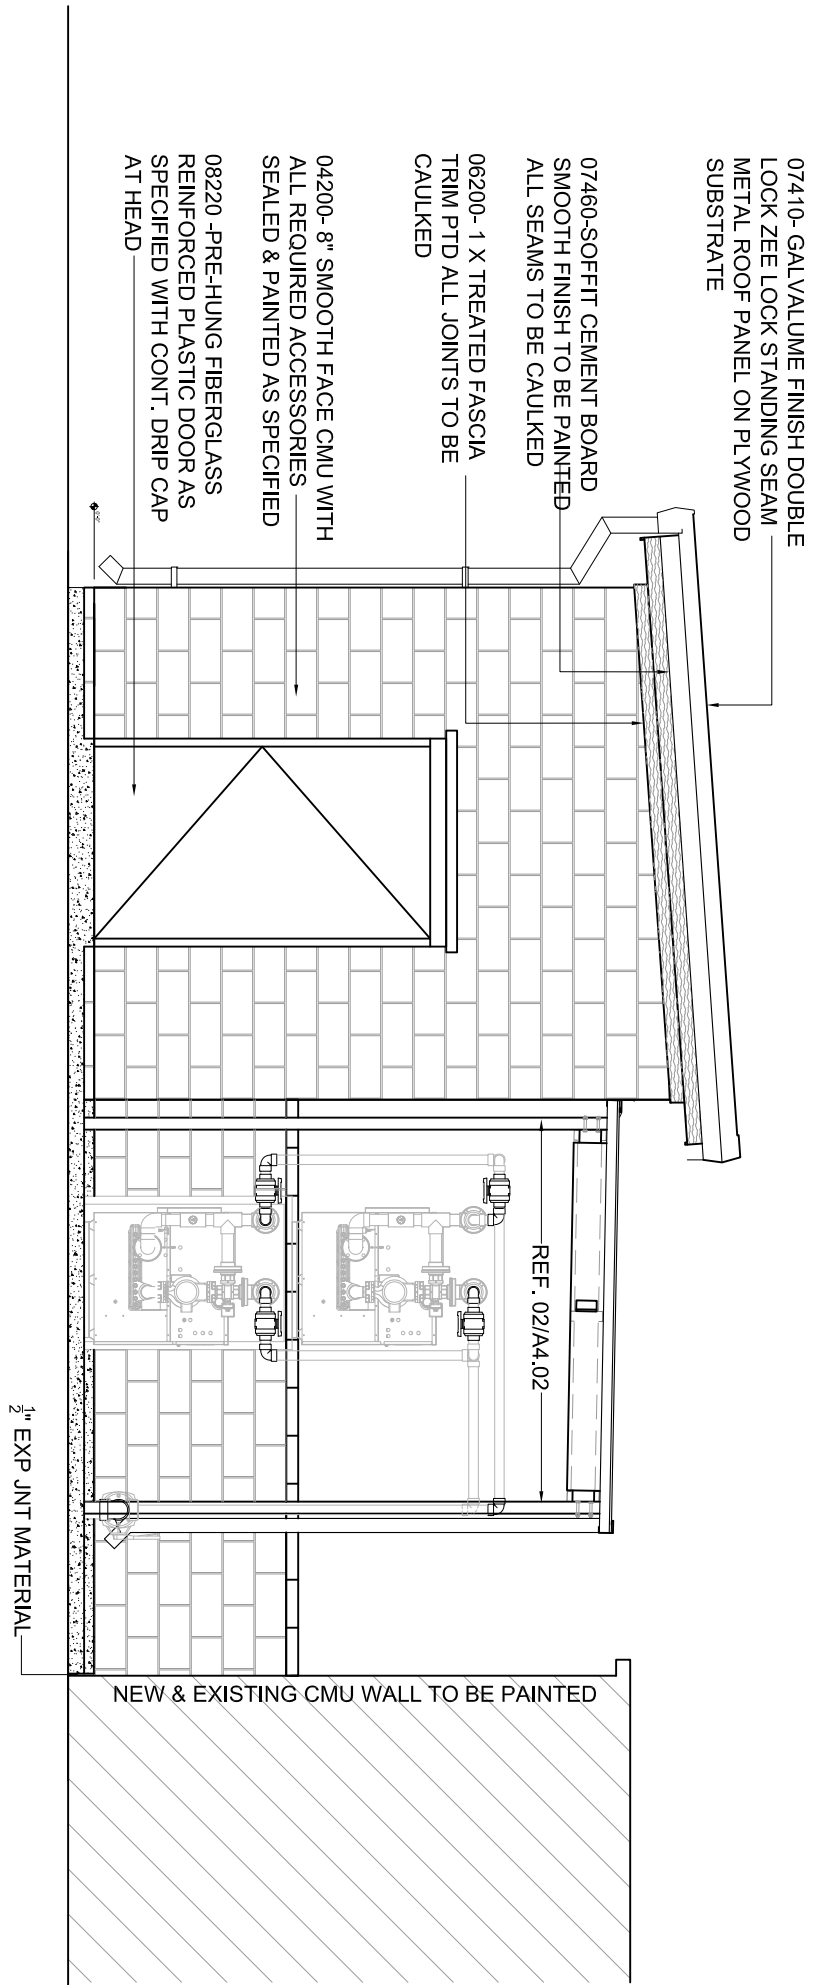 07410- GALVALUME FINISH DOUBLE
LOCK ZEE LOCK STANDING SEAM
METAL ROOF PANEL ON PLYWOOD
SUBSTRATE
07460-SOFFIT CEMENT BOARD
SMOOTH FINISH TO BE PAINTED
ALL SEAMS TO BE CAULKED
06200- 1 X TREATED FASCIA
TRIM PTD ALL JOINTS TO BE
CAULKED
04200- 8" SMOOTH FACE CMU WITH
ALL REQUIRED ACCESSORIES
SEALED & PAINTED AS SPECIFIED
08220 -PRE-HUNG FIBERGLASS
REINFORCED PLASTIC DOOR AS
SPECIFIED WITH CONT. DRIP CAP
AT HEAD
REF. 02/A4.02
NEW & EXISTING CMU WALL TO BE PAINTED
½" EXP JNT MATERIAL